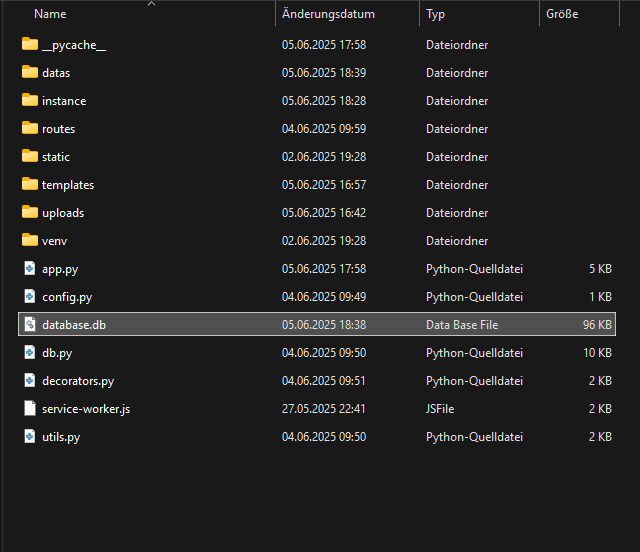 Name Änderungsdatum Typ Größe
__pycache__ 05.06.2025 17:58 Dateiordner
datas 05.06.2025 18:39 Dateiordner
instance 05.06.2025 18:28 Dateiordner
routes 04.06.2025 09:59 Dateiordner
static 02.06.2025 19:28 Dateiordner
templates 05.06.2025 16:57 Dateiordner
uploads 05.06.2025 16:42 Dateiordner
venv 02.06.2025 19:28 Dateiordner
app.py 05.06.2025 17:58 Python-Quelldatei 5 KB
config.py 04.06.2025 09:49 Python-Quelldatei 1 KB
database.db 05.06.2025 18:38 Data Base File 96 KB
db.py 04.06.2025 09:50 Python-Quelldatei 10 KB
decorators.py 04.06.2025 09:51 Python-Quelldatei 2 KB
service-worker.js 27.05.2025 22:41 JSFile 2 KB
utils.py 04.06.2025 09:50 Python-Quelldatei 2 KB